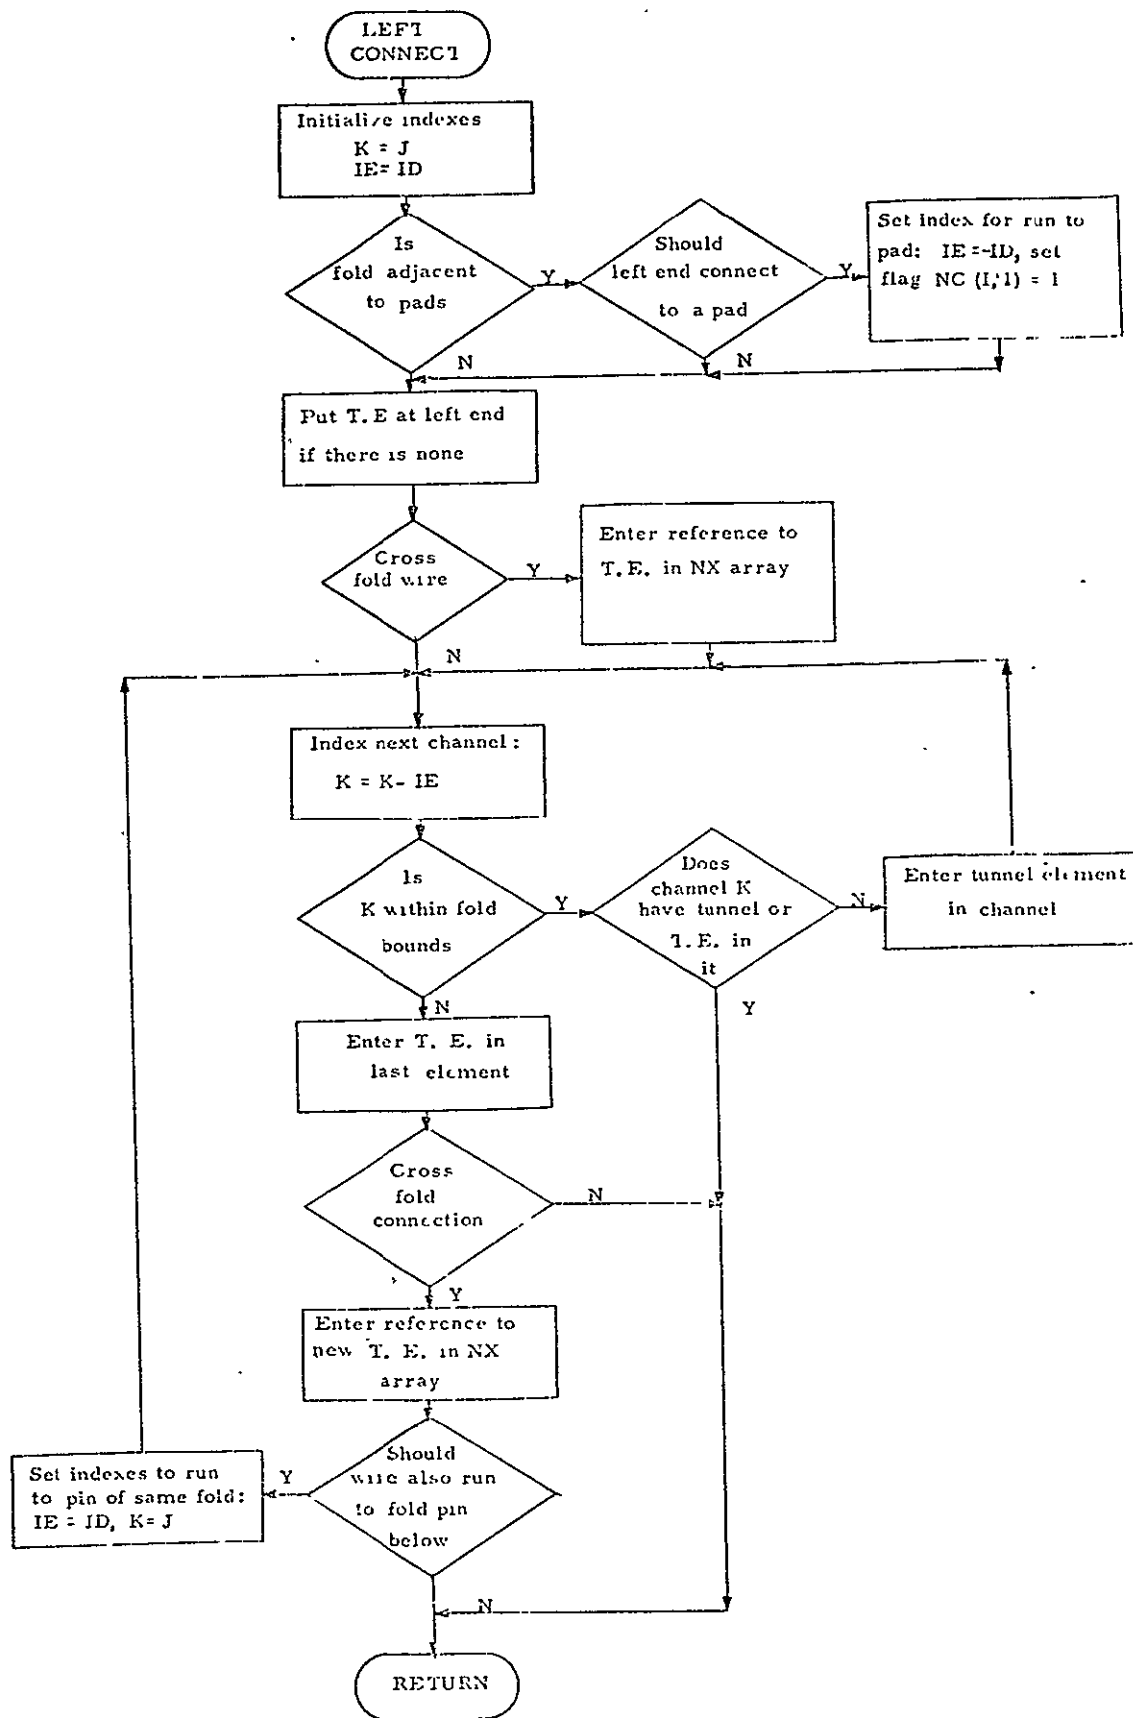 LEFT
CONNECT
Initialize indexes
K = J
IE= ID
Is
fold adjacent
to pads
Y
Should
left end connect
to a pad
Y
Set index for run to
pad: IE =-ID, set
flag NC (I, 1) = 1
N
N
Put T.E at left end
if there is none
Cross
fold wire
Y
Enter reference to
T.E. in NX array
N
Index next channel:
K = K- IE
Is
K within fold
bounds
Y
Does
channel K
have tunnel or
T.E. in
it
N
Enter tunnel element
in channel
N
Y
Enter T. E. in
last element
Cross
fold
connection
N
Y
Enter reference to
new T. E. in NX
array
Should
wire also run
to fold pin
below
Y
Set indexes to run
to pin of same fold:
IE = ID, K= J
N
RETURN